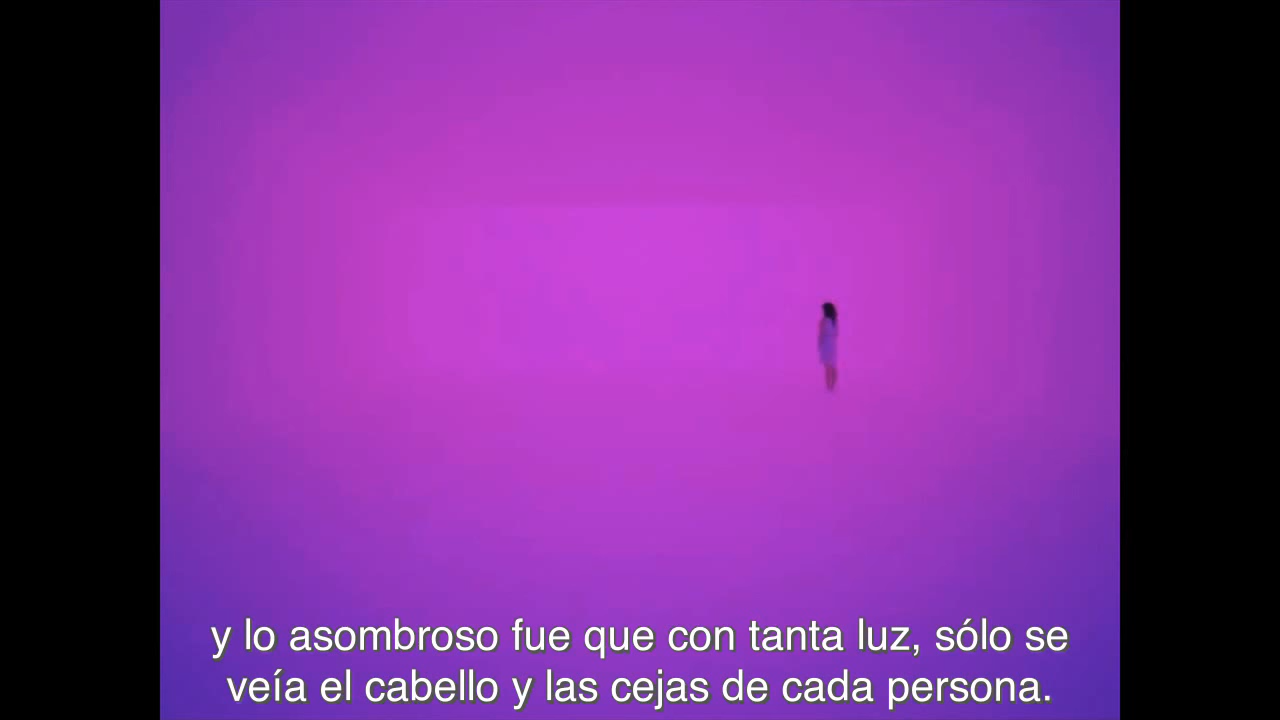 y lo asombroso fue que con tanta luz, sólo se
veía el cabello y las cejas de cada persona.